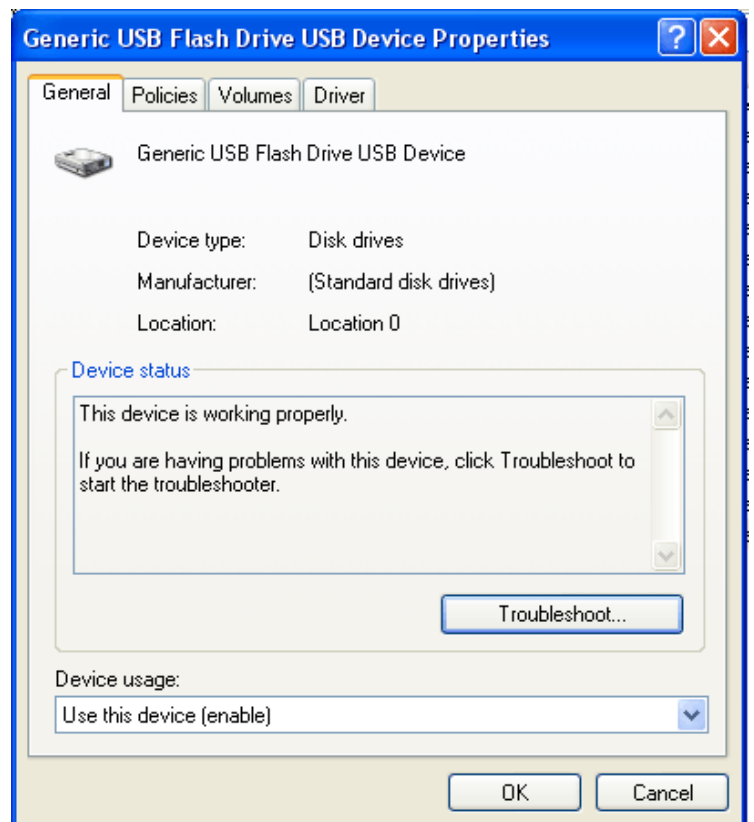 Generic USB Flash Drive USB Device Properties
?
General Policies Volumes Driver
Generic USB Flash Drive USB Device
Device type: Disk drives
Manufacturer: (Standard disk drives)
Location: Location 0
Device status
This device is working properly.
If you are having problems with this device, click Troubleshoot to
start the troubleshooter.
Troubleshoot...
Device usage:
Use this device (enable)
OK Cancel